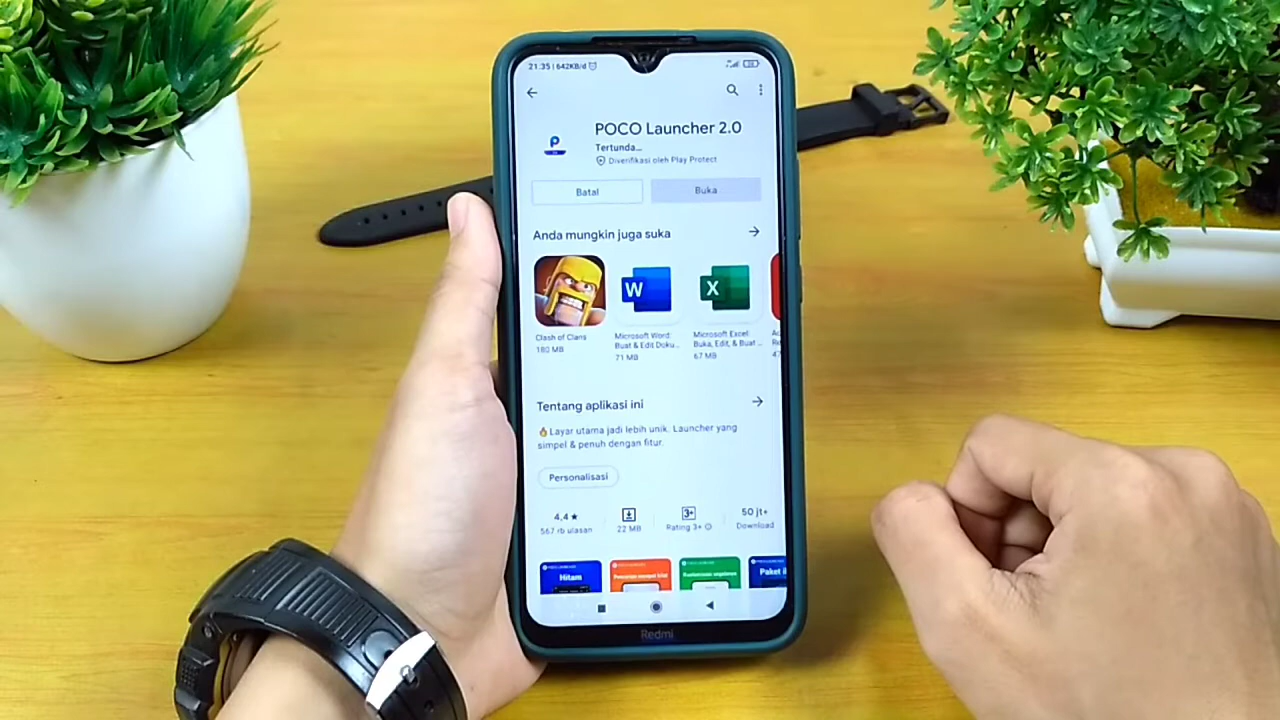 21.35 | 642KB/d
POCO Launcher 2.0
Tertunda...
Diverifikasi oleh Play Protect
Batal
Buka
Anda mungkin juga suka
Clash of Clans
180 MB
Microsoft Word:
Buat & Edit Doku...
71 MB
Microsoft Excel:
Buka, Edit, & Buat ...
67 MB
Tentang aplikasi ini
🔥Layar utama jadi lebih unik. Launcher yang
simpel & penuh dengan fitur.
Personalisasi
4,4★
567 rb ulasan
22 MB
3+
Rating 3+
50 jt+
Download
Hitam
Redmi